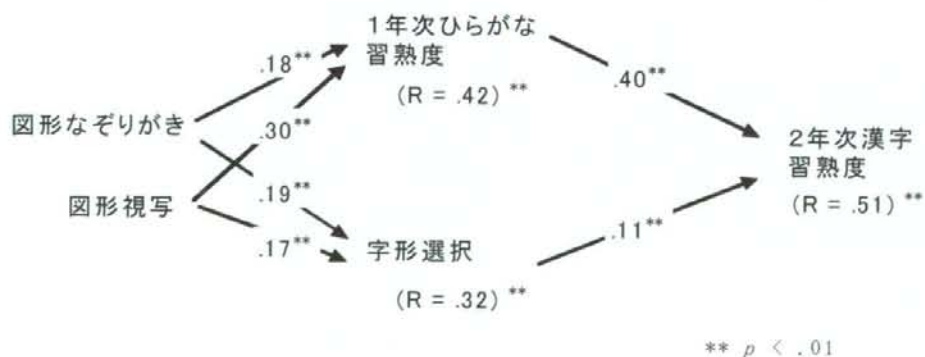 1年次ひらがな
習熟度
(R = .42) **
.18**
.30**
.40**
図形なぞりがき
図形視写
.19**
.17**
字形選択
(R = .32) **
.11**
2年次漢字
習熟度
(R = .51) **
** p < .01